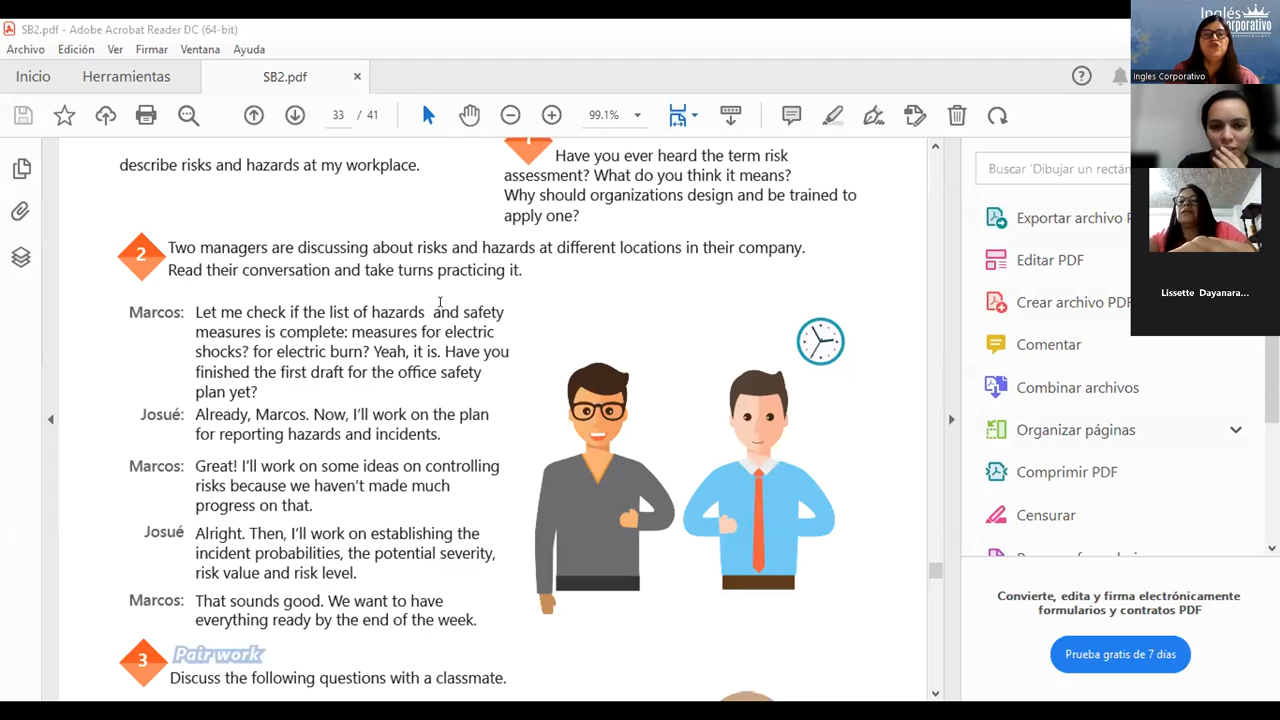 SB2.pdf - Adobe Acrobat Reader DC (64-bit)
Archivo Edición Ver Firmar Ventana Ayuda
Inicio Herramientas SB2.pdf ×
33 / 41 99.1%
describe risks and hazards at my workplace.
Have you ever heard the term risk
assessment? What do you think it means?
Why should organizations design and be trained to
apply one?
2 Two managers are discussing about risks and hazards at different locations in their company.
Read their conversation and take turns practicing it.
Marcos: Let me check if the list of hazards and safety
measures is complete: measures for electric
shocks? for electric burn? Yeah, it is. Have you
finished the first draft for the office safety
plan yet?
Josué: Already, Marcos. Now, I'll work on the plan
for reporting hazards and incidents.
Marcos: Great! I'll work on some ideas on controlling
risks because we haven't made much
progress on that.
Josué Alright. Then, I'll work on establishing the
incident probabilities, the potential severity,
risk value and risk level.
Marcos: That sounds good. We want to have
everything ready by the end of the week.
3 Pair work
Discuss the following questions with a classmate.
Buscar 'Dibujar un rectán
Exportar archivo P
Editar PDF
Crear archivo PDF
Comentar
Combinar archivos
Organizar páginas
Comprimir PDF
Censurar
Convierte, edita y firma electrónicamente
formularios y contratos PDF
Prueba gratis de 7 días
Inglés
Corporativo
Ingles Corporativo
Lissette Dayanara...